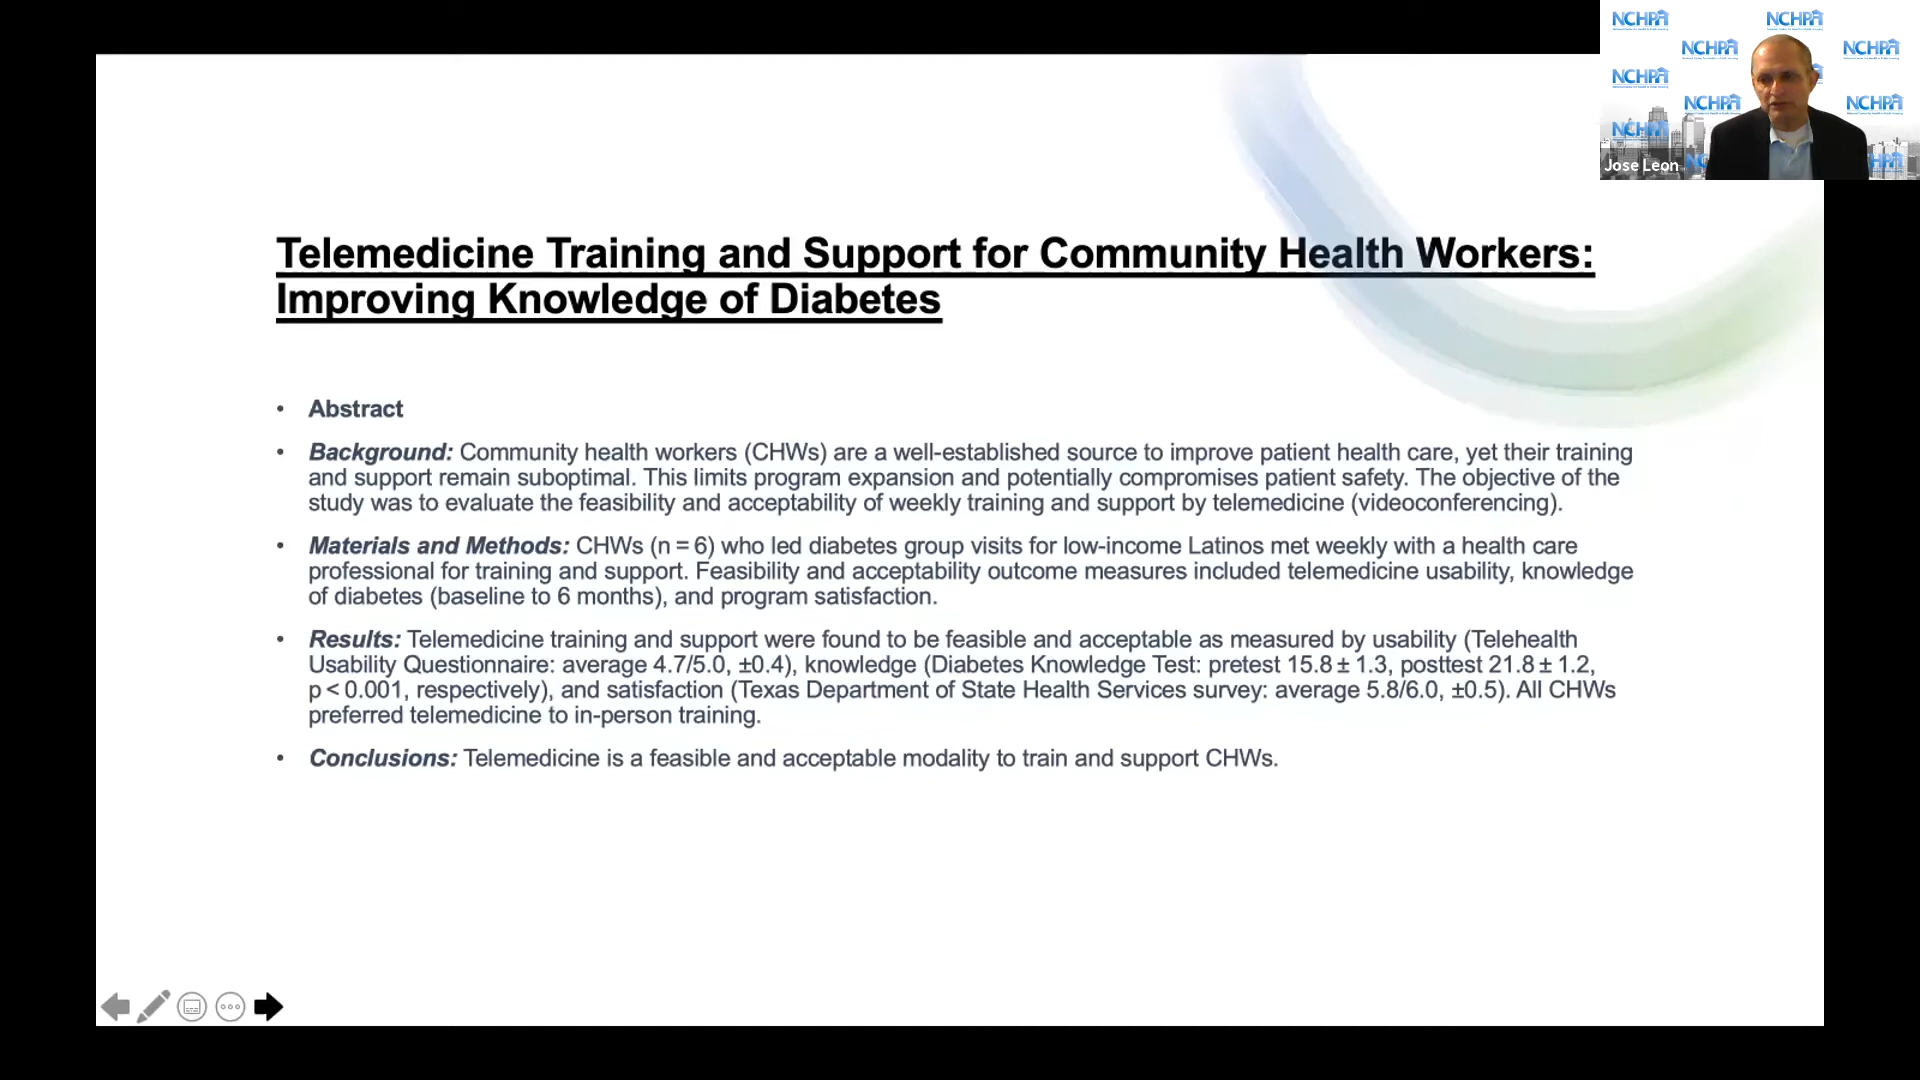 NCHPH NCHPH
NCHPH NCHPH
NCHPH
NCHPH NCHPH
Jose Leon
Telemedicine Training and Support for Community Health Workers:
Improving Knowledge of Diabetes
• Abstract
• Background: Community health workers (CHWs) are a well-established source to improve patient health care, yet their training
and support remain suboptimal. This limits program expansion and potentially compromises patient safety. The objective of the
study was to evaluate the feasibility and acceptability of weekly training and support by telemedicine (videoconferencing).
• Materials and Methods: CHWs (n = 6) who led diabetes group visits for low-income Latinos met weekly with a health care
professional for training and support. Feasibility and acceptability outcome measures included telemedicine usability, knowledge
of diabetes (baseline to 6 months), and program satisfaction.
• Results: Telemedicine training and support were found to be feasible and acceptable as measured by usability (Telehealth
Usability Questionnaire: average 4.7/5.0, ±0.4), knowledge (Diabetes Knowledge Test: pretest 15.8 ± 1.3, posttest 21.8 ± 1.2,
p < 0.001, respectively), and satisfaction (Texas Department of State Health Services survey: average 5.8/6.0, ±0.5). All CHWs
preferred telemedicine to in-person training.
• Conclusions: Telemedicine is a feasible and acceptable modality to train and support CHWs.